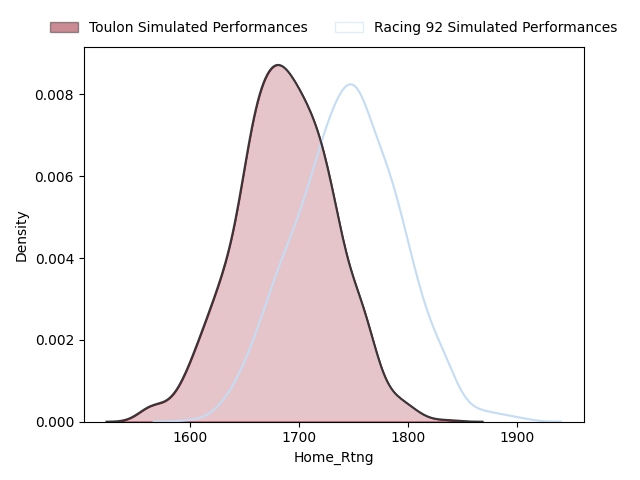 Toulon Simulated Performances
Racing 92 Simulated Performances
0.008
0.006
0.004
0.002
0.000
Density
1600
1700
1800
1900
Home_Rtng